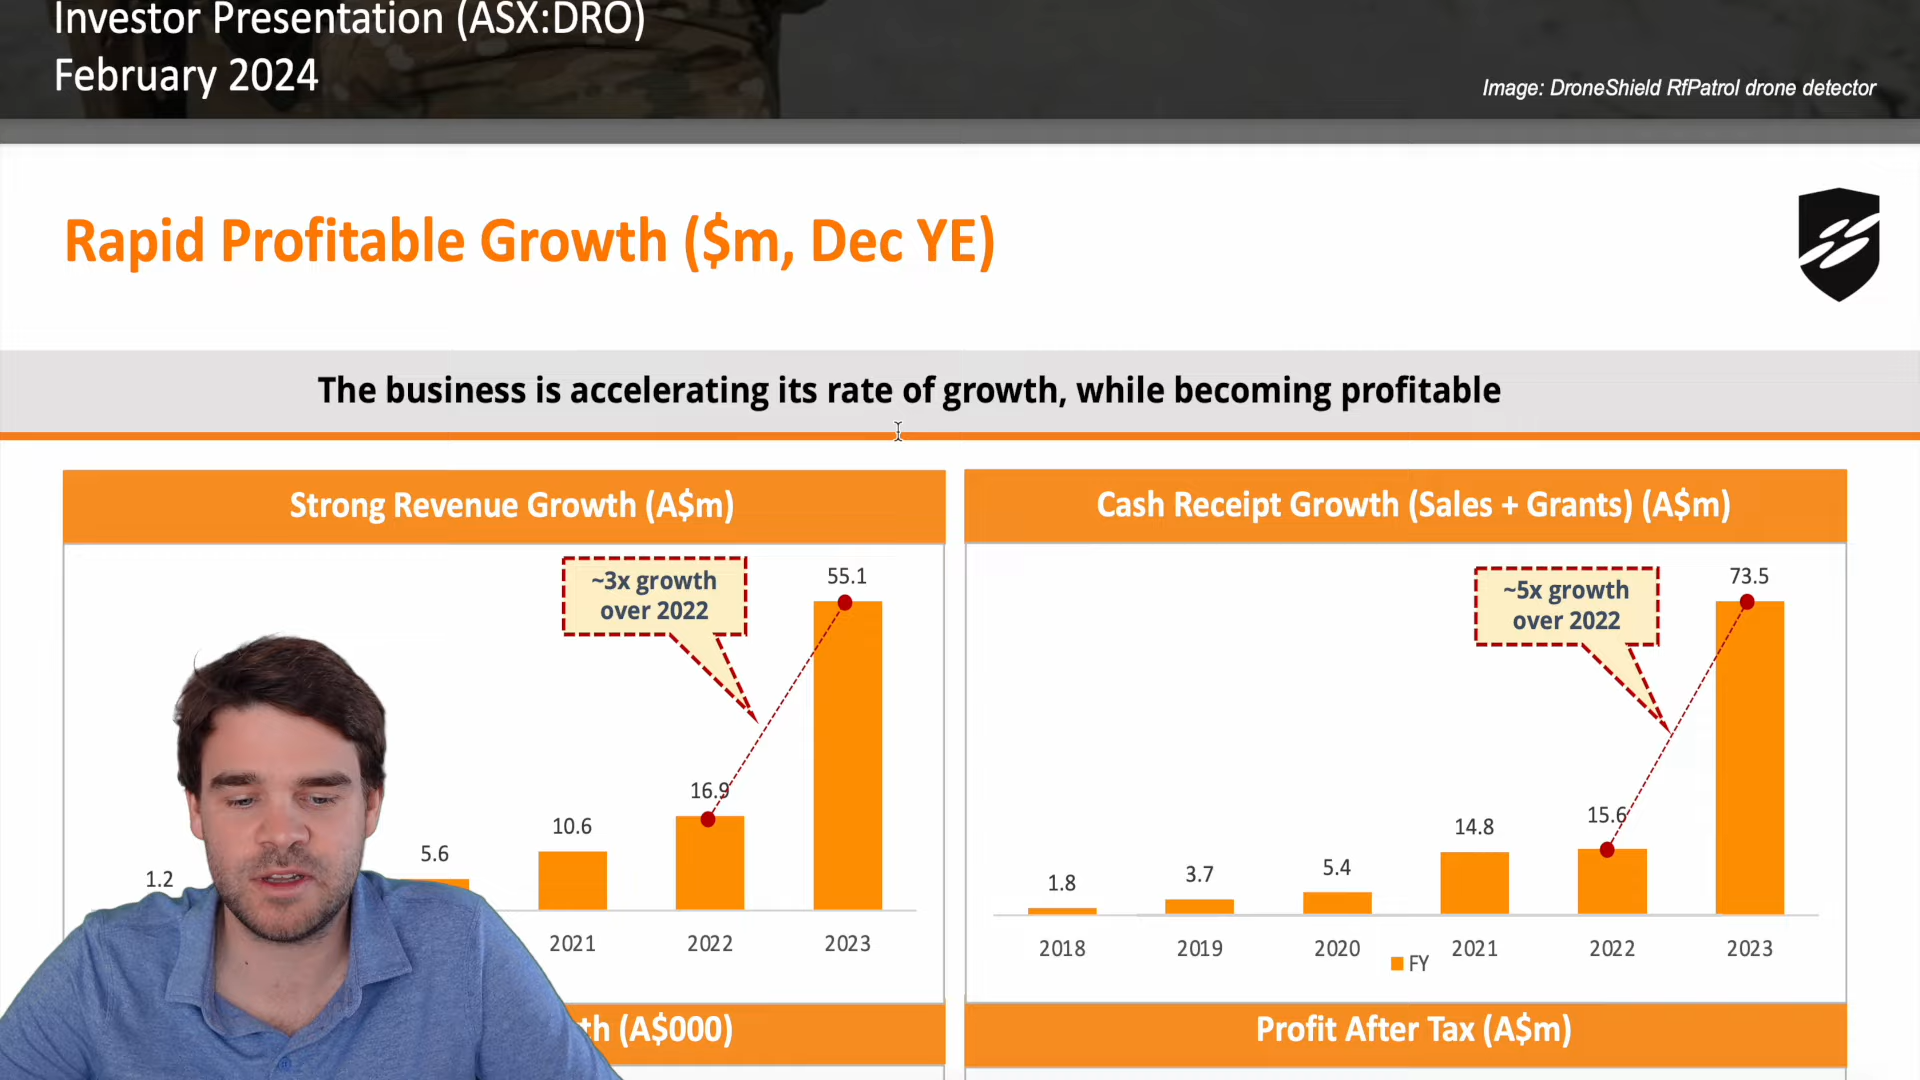 Investor Presentation (ASX:DRO)
February 2024
Image: DroneShield RfPatrol drone detector
Rapid Profitable Growth ($m, Dec YE)
The business is accelerating its rate of growth, while becoming profitable
Strong Revenue Growth (A$m)
~3x growth
over 2022
55.1
16.9
10.6
5.6
1.2
2021
2022
2023
Cash Receipt Growth (Sales + Grants) (A$m)
~5x growth
over 2022
73.5
15.6
14.8
5.4
3.7
1.8
2018
2019
2020
2021
2022
2023
FY
(A$000)
Profit After Tax (A$m)